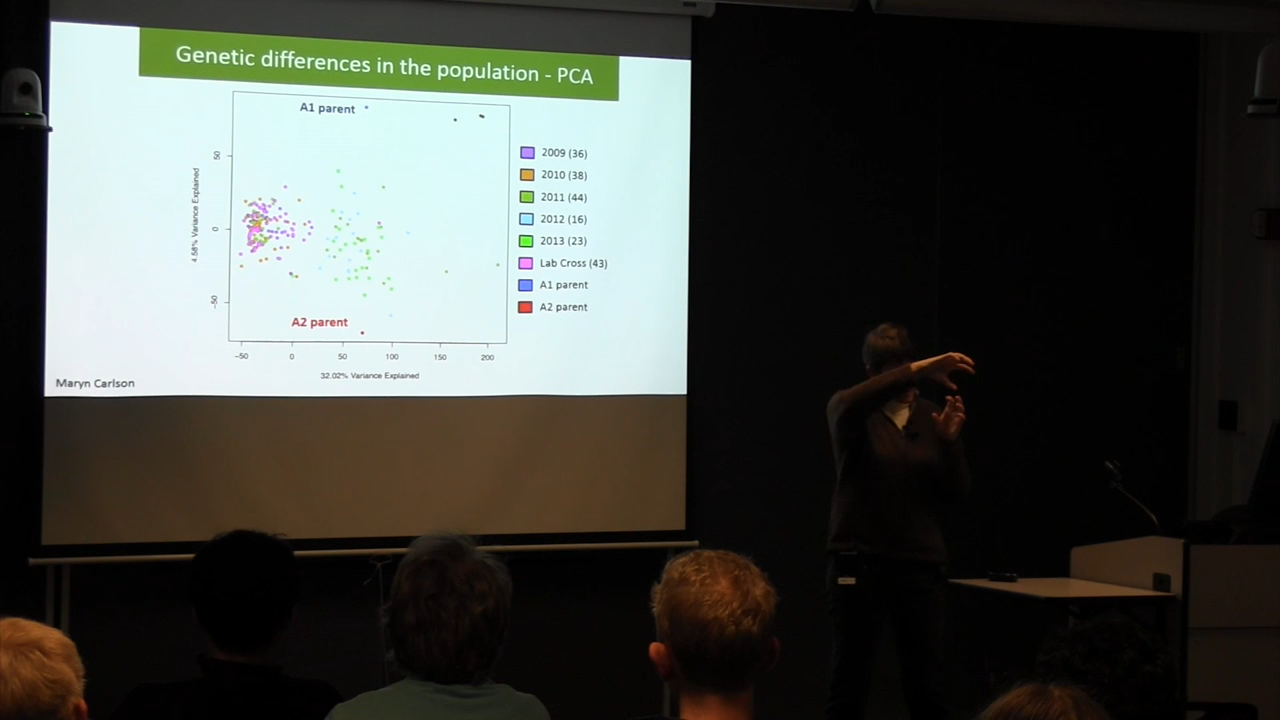 Genetic differences in the population - PCA
A1 parent
50
0
-50
4.58% Variance Explained
A2 parent
-50
0
50
100
150
200
32.02% Variance Explained
2009 (36)
2010 (38)
2011 (44)
2012 (16)
2013 (23)
Lab Cross (43)
A1 parent
A2 parent
Maryn Carlson